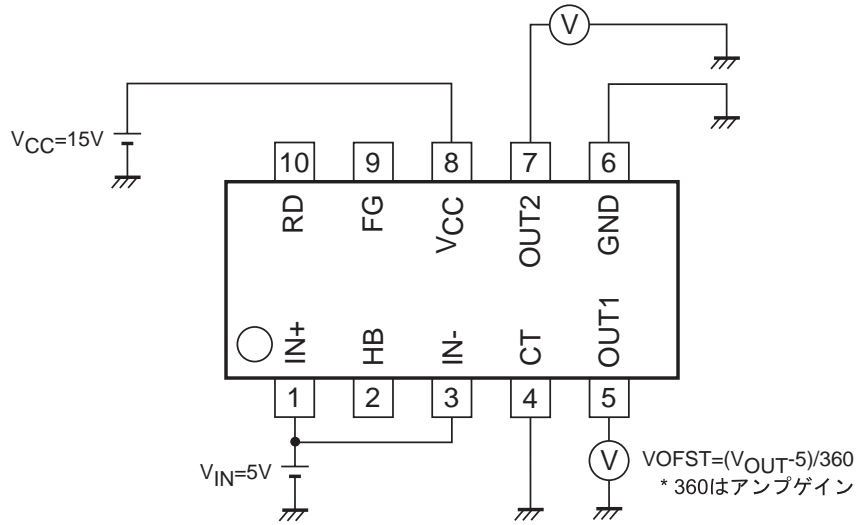 V
VCC=15V
10 9 8 7 6
RD FG VCC OUT2 GND
IN+ HB IN- CT OUT1
1 2 3 4 5
VIN=5V
V
VOFST=(VOUT-5)/360
* 360はアンプゲイン